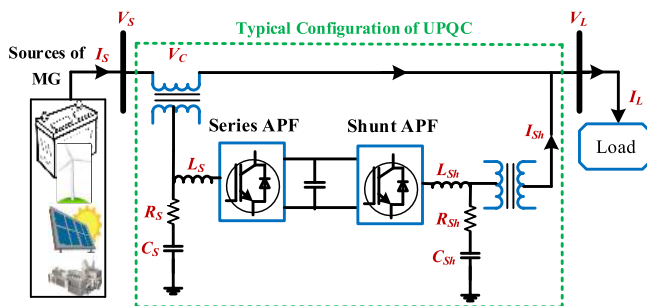 Typical Configuration of UPQC
V_S
V_C
V_L
Sources of
MG
I_S
I_L
Series APF
Shunt APF
I_Sh
Load
L_S
L_Sh
R_S
R_Sh
C_S
C_Sh